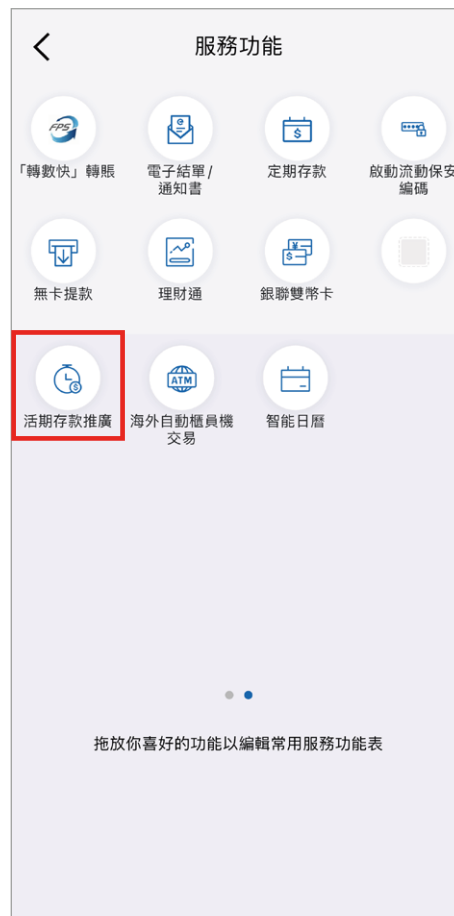 服務功能
FPS
「轉數快」轉賬
電子結單/
通知書
定期存款
啟動流動保安
編碼
無卡提款
理財通
銀聯雙幣卡
活期存款推廣
ATM
海外自動櫃員機
交易
智能日曆
拖放你喜好的功能以編輯常用服務功能表